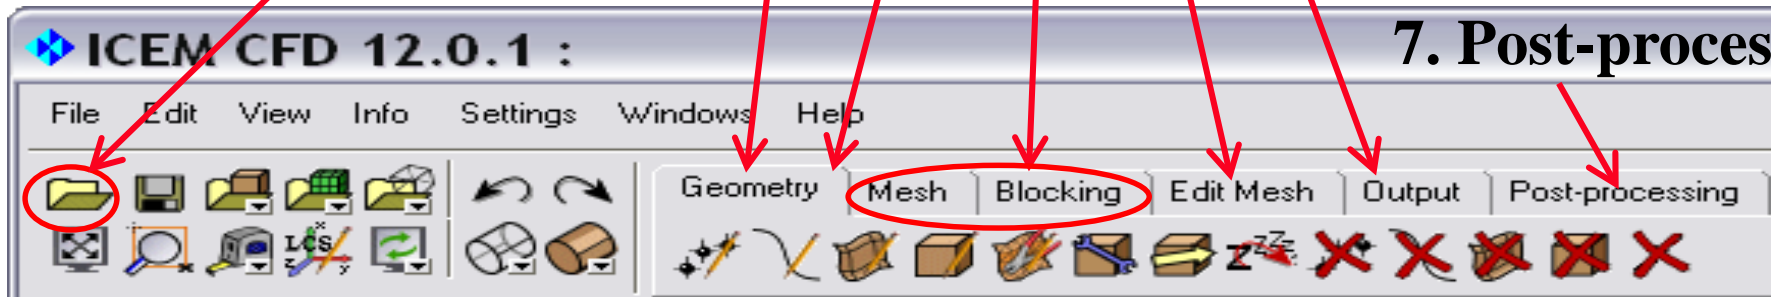 7. Post-proces
ICEM CFD 12.0.1 :
File Edit View Info Settings Windows Help
Geometry Mesh Blocking Edit Mesh Output Post-processing
LCS
zzZz